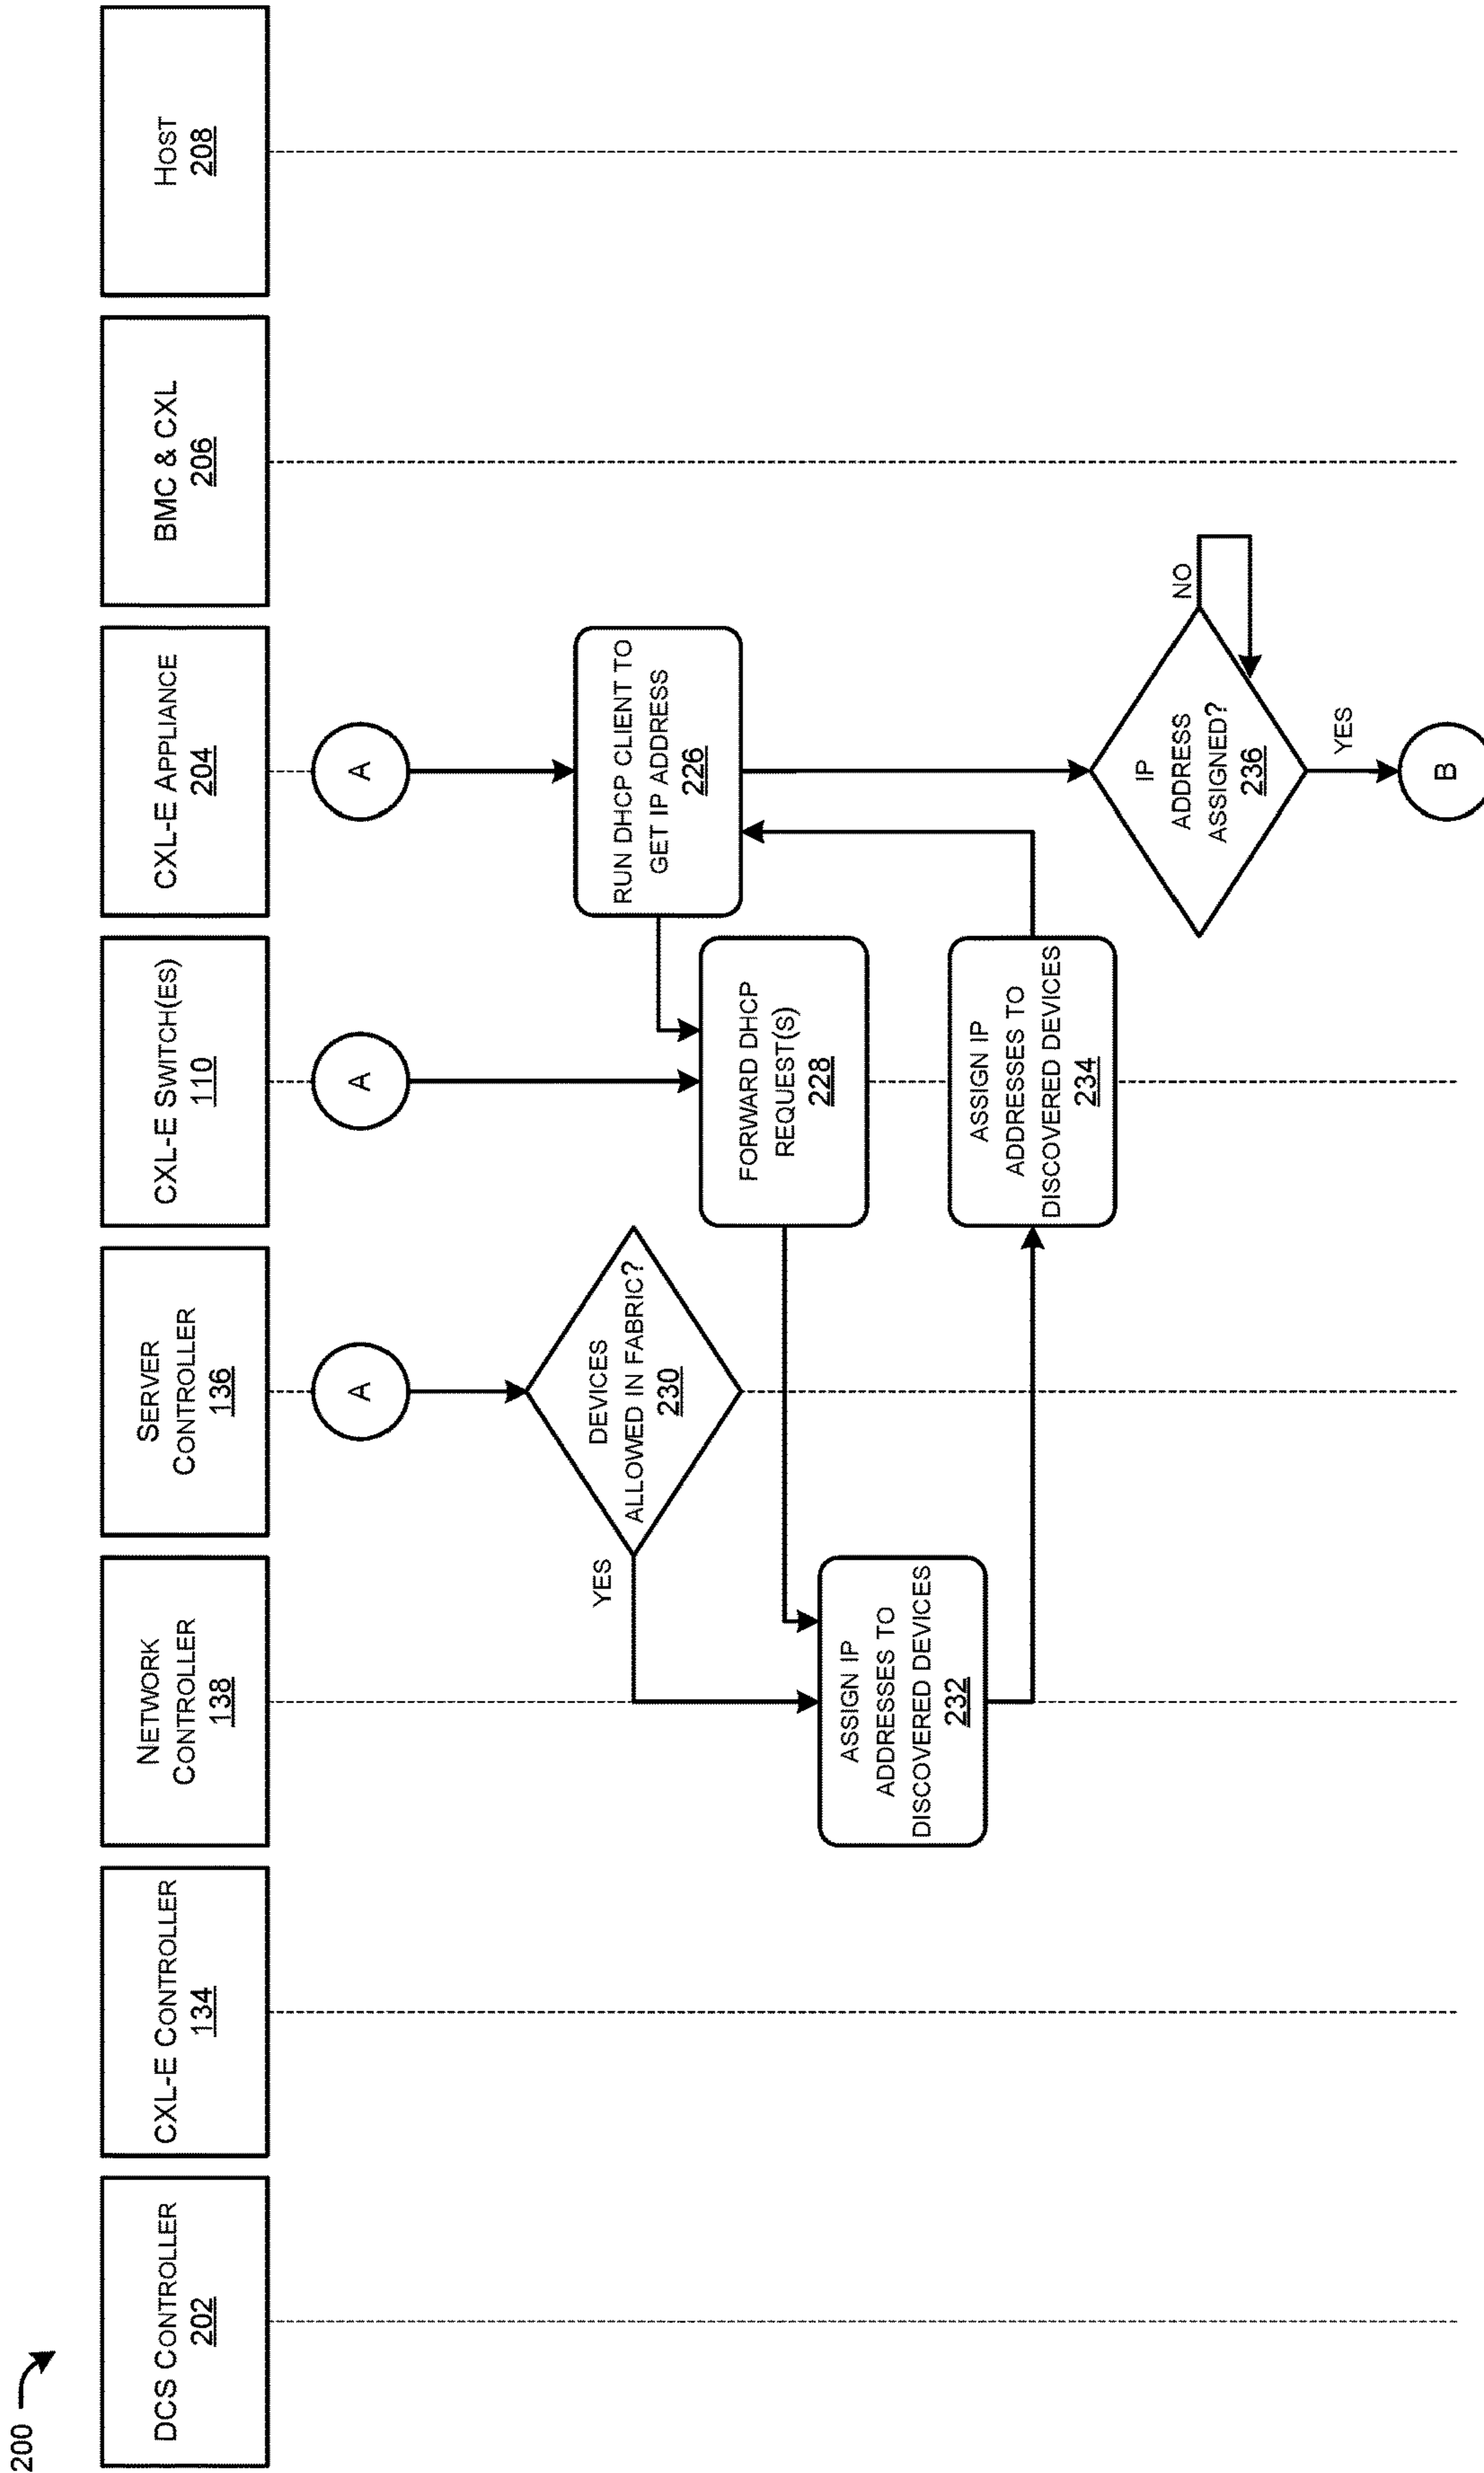 200
DCS CONTROLLER
202
CXL-E CONTROLLER
134
NETWORK
CONTROLLER
138
SERVER
CONTROLLER
136
CXL-E SWITCH(ES)
110
CXL-E APPLIANCE
204
BMC & CXL
206
HOST
208
A
A
A
DEVICES
ALLOWED IN FABRIC?
230
YES
RUN DHCP CLIENT TO
GET IP ADDRESS
226
FORWARD DHCP
REQUEST(S)
228
ASSIGN IP
ADDRESSES TO
DISCOVERED DEVICES
232
ASSIGN IP
ADDRESSES TO
DISCOVERED DEVICES
234
IP
ADDRESS
ASSIGNED?
236
NO
YES
B